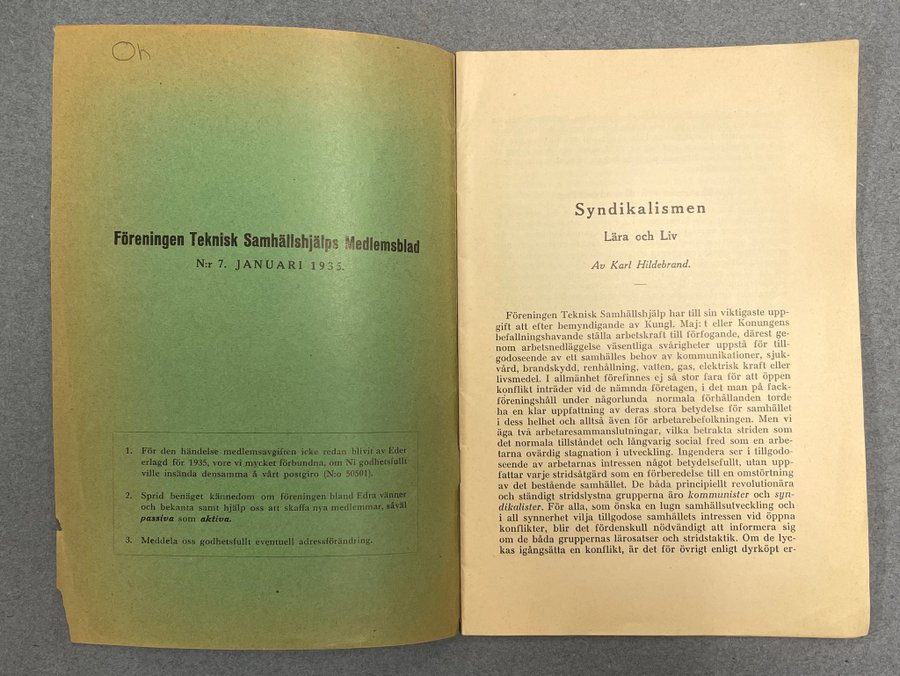 Öh
Föreningen Teknisk Samhällshjälps Medlemsblad
N:r 7. JANUARI 1935.
1. För den händelse medlemsavgiften icke redan blivit av Eder
erlagd för 1935, vore vi mycket förbundna, om Ni godhetsfullt
ville insända densamma å vårt postgiro (N:o 50501).
2. Sprid benäget kännedom om föreningen bland Edra vänner
och bekanta samt hjälp oss att skaffa nya medlemmar, såväl
passiva som aktiva.
3. Meddela oss godhetsfullt eventuell adressförändring.
Syndikalismen
Lära och Liv
Av Karl Hildebrand.
Föreningen Teknisk Samhällshjälp har till sin viktigaste upp-
gift att efter bemyndigande av Kungl. Maj:t eller Konungens
befallningshavande ställa arbetskraft till förfogande, därest ge-
nom arbetsnedläggelse väsentliga svårigheter uppstå för till-
godoseende av ett samhälles behov av kommunikationer, sjuk-
vård, brandskydd, renhållning, vatten, gas, elektrisk kraft eller
livsmedel. I allmänhet förefinnes ej så stor fara för att öppen
konflikt inträder vid de nämnda företagen, i det man på fack-
föreningshåll under någorlunda normala förhållanden torde
ha en klar uppfattning av deras stora betydelse för samhället
i dess helhet och alltså även för arbetarebefolkningen. Men vi
äga två arbetaresammanslutningar, vilka betrakta striden som
det normala tillståndet och långvarig social fred som en arbe-
tarna ovärdig stagnation i utveckling. Ingendera ser i tillgodo-
seende av arbetarnas intressen något betydelsefullt, utan upp-
fattar varje stridsåtgärd som en förberedelse till en omstörting
av det bestående samhället. De båda principiellt revolutionära
och ständigt stridslystna grupperna äro kommunister och syn-
dikalister. För alla, som önska en lugn samhällsutveckling och
i all synnerhet vilja tillgodose samhällets intressen vid öppna
konflikter, blir det fördenskull nödvändigt att informera sig
om de båda gruppernas lärosatser och stridstaktik. Om de lyc-
kas igångsätta en konflikt, är det för övrigt enligt dyrköpt er-